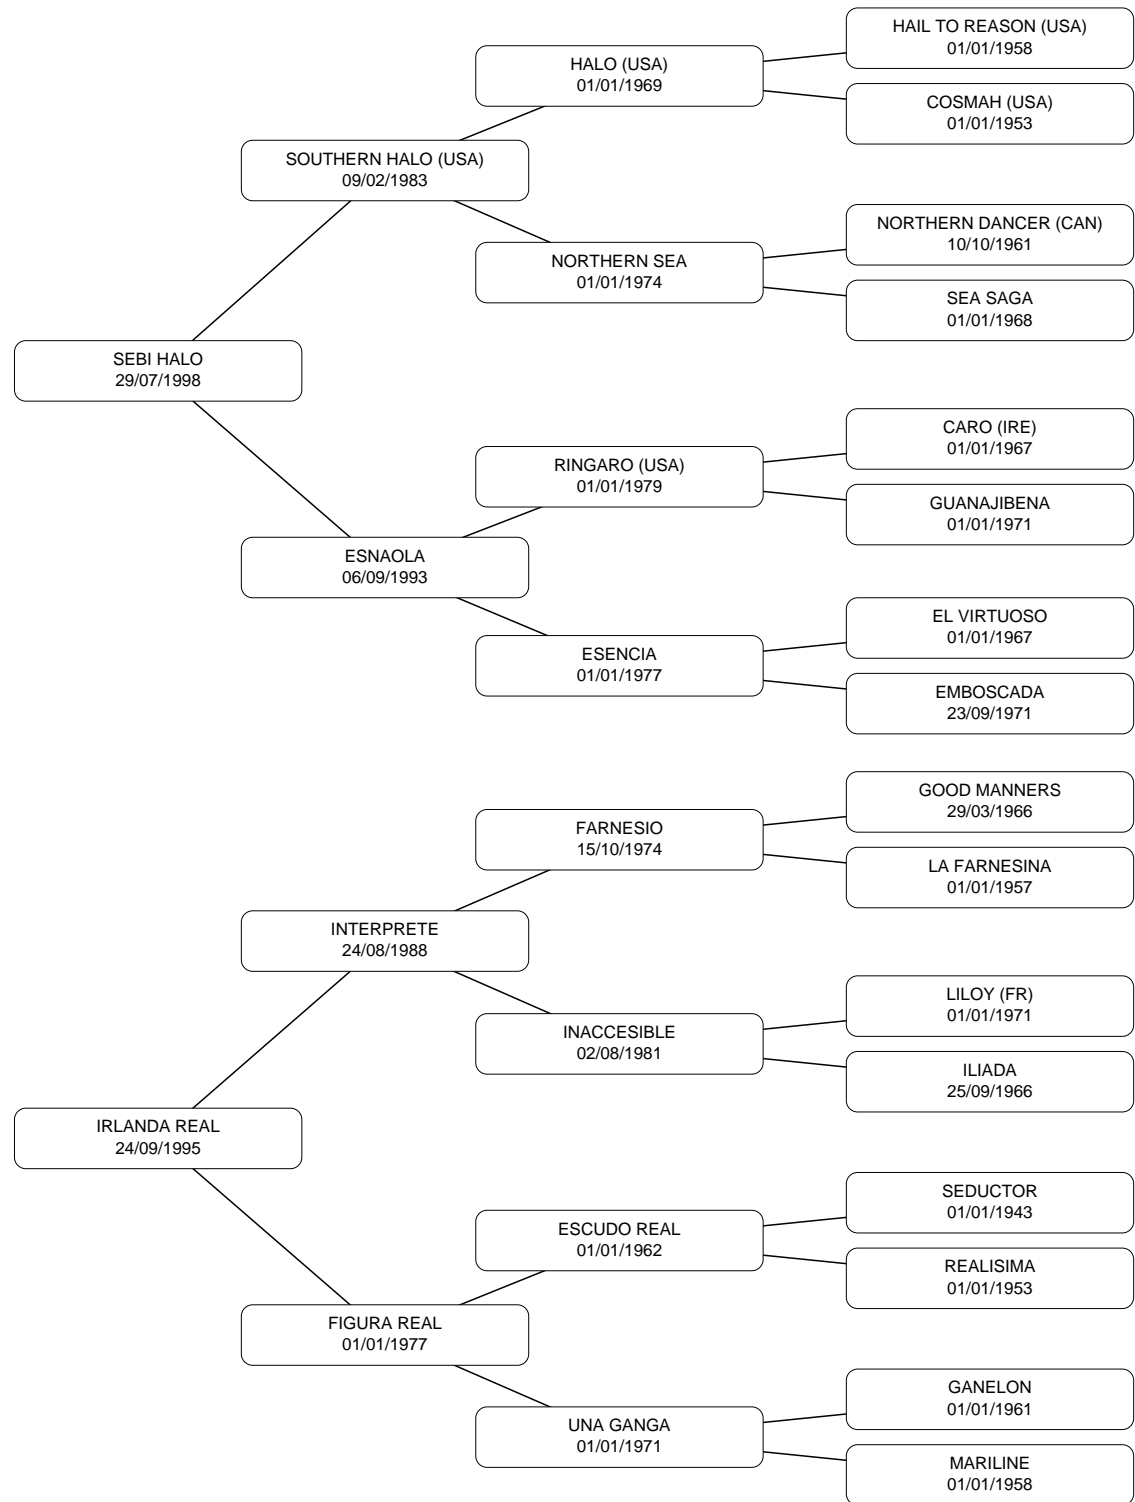 HAIL TO REASON (USA)
01/01/1958
HALO (USA)
01/01/1969
COSMAH (USA)
01/01/1953
SOUTHERN HALO (USA)
09/02/1983
NORTHERN DANCER (CAN)
10/10/1961
NORTHERN SEA
01/01/1974
SEA SAGA
01/01/1968
SEBI HALO
29/07/1998
CARO (IRE)
01/01/1967
RINGARO (USA)
01/01/1979
GUANAJIBENA
01/01/1971
ESNAOLA
06/09/1993
EL VIRTUOSO
01/01/1967
ESENCIA
01/01/1977
EMBOSCADA
23/09/1971
GOOD MANNERS
29/03/1966
FARNESIO
15/10/1974
LA FARNESINA
01/01/1957
INTERPRETE
24/08/1988
LILOY (FR)
01/01/1971
INACCESIBLE
02/08/1981
ILIADA
25/09/1966
IRLANDA REAL
24/09/1995
SEDUCTOR
01/01/1943
ESCUDO REAL
01/01/1962
REALISIMA
01/01/1953
FIGURA REAL
01/01/1977
GANELON
01/01/1961
UNA GANGA
01/01/1971
MARILINE
01/01/1958